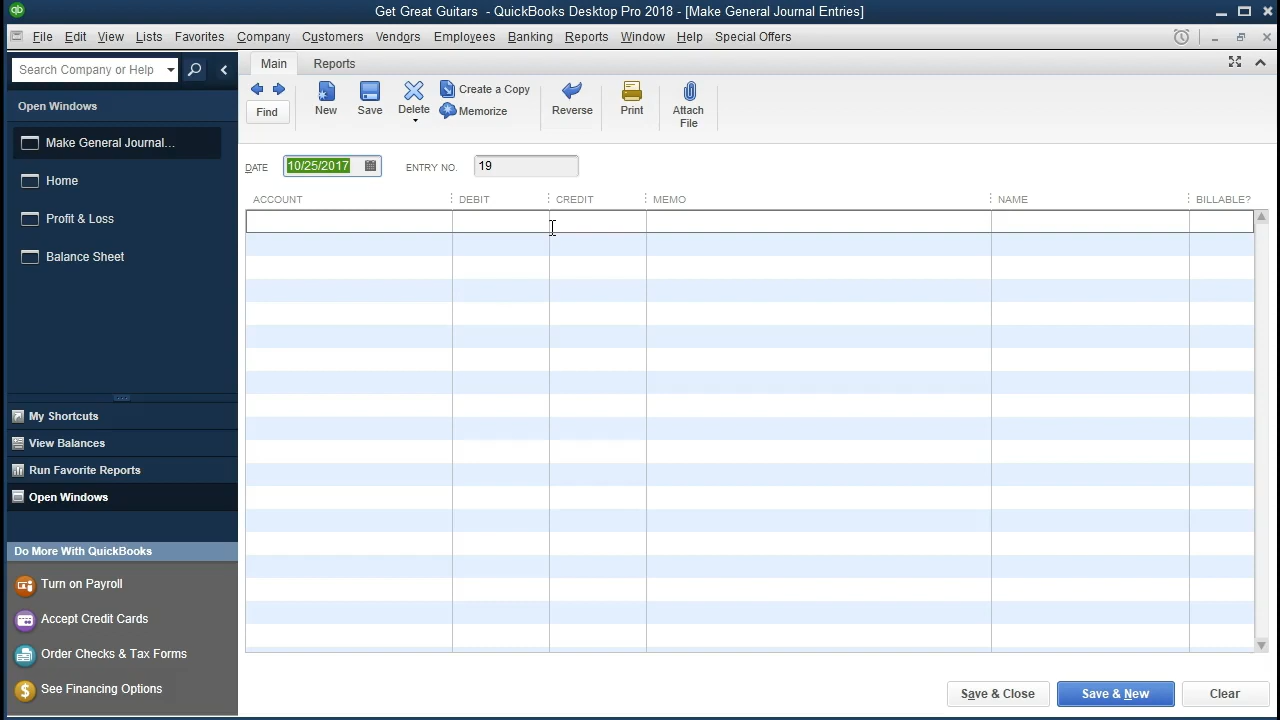 qb
Get Great Guitars - QuickBooks Desktop Pro 2018 - [Make General Journal Entries]
File Edit View Lists Favorites Company Customers Vendors Employees Banking Reports Window Help Special Offers
Search Company or Help
Main Reports
Open Windows
Find
New
Save
Delete
Create a Copy
Memorize
Reverse
Print
Attach
File
Make General Journal...
Home
Profit & Loss
Balance Sheet
DATE 10/25/2017 ENTRY NO. 19
ACCOUNT DEBIT CREDIT MEMO NAME BILLABLE?
My Shortcuts
View Balances
Run Favorite Reports
Open Windows
Do More With QuickBooks
Turn on Payroll
Accept Credit Cards
Order Checks & Tax Forms
$ See Financing Options
Save & Close Save & New Clear